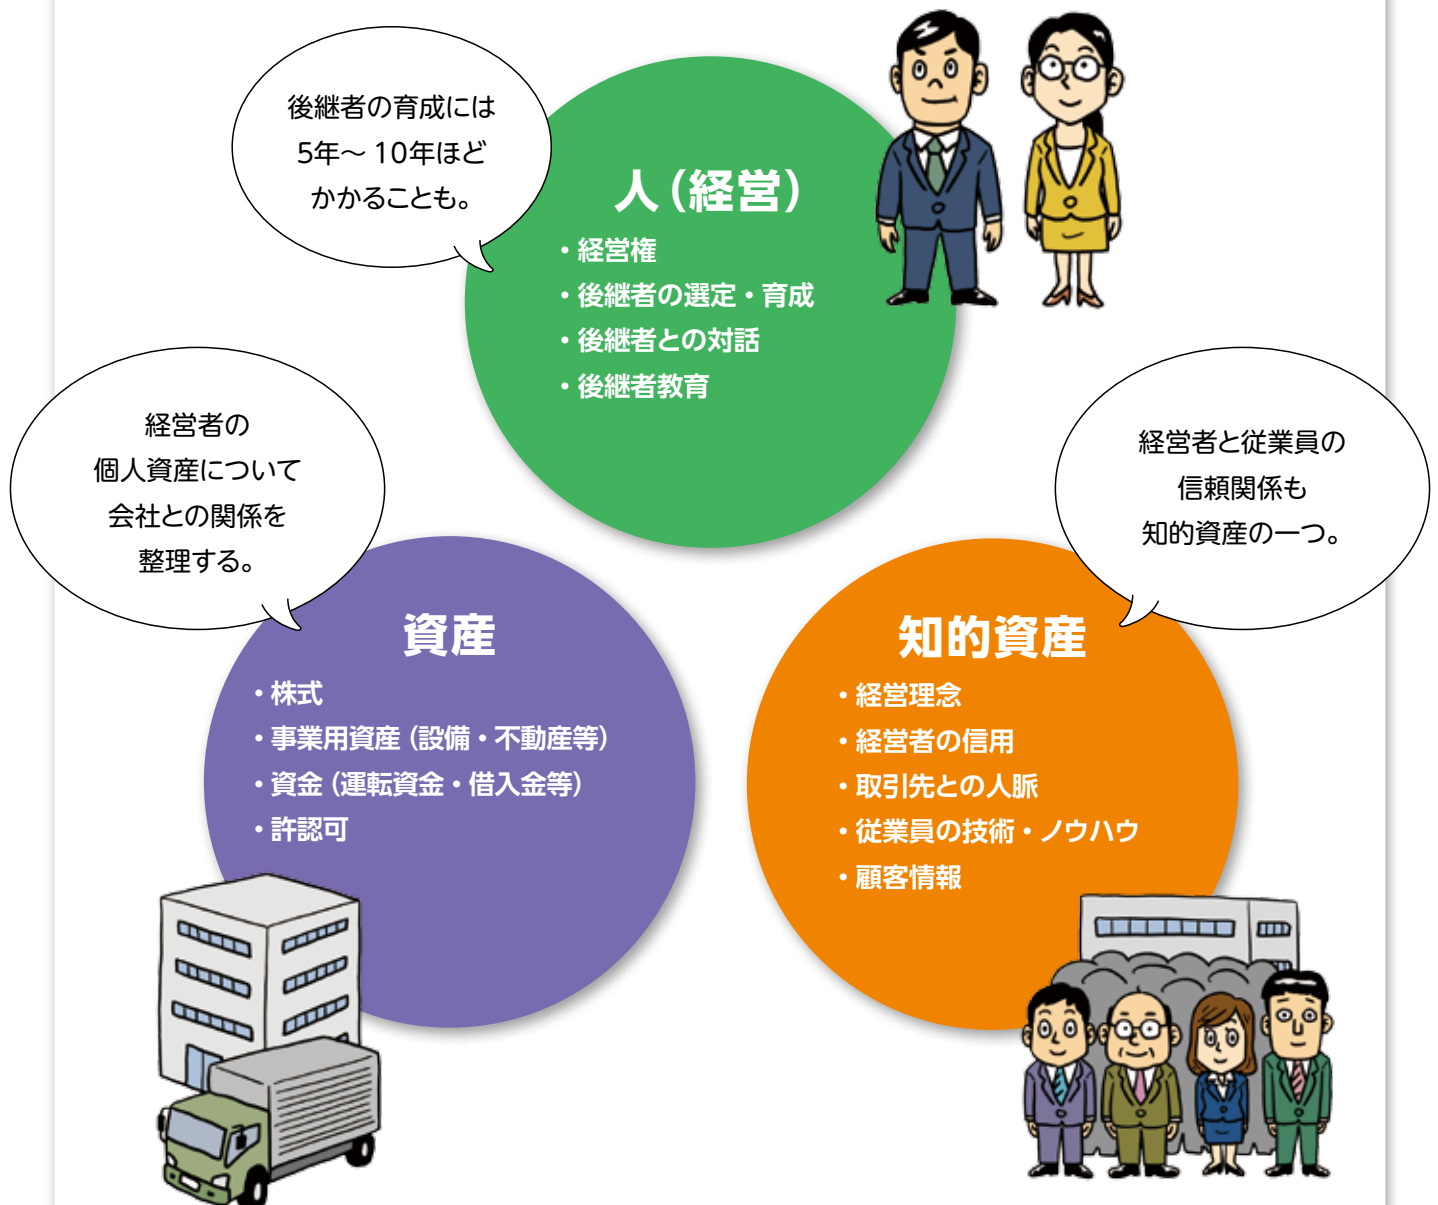 後継者の育成には
5年～10年ほど
かかることも。
人（経営）
・経営権
・後継者の選定・育成
・後継者との対話
・後継者教育
経営者の
個人資産について
会社との関係を
整理する。
経営者と従業員の
信頼関係も
知的資産の一つ。
資産
・株式
・事業用資産（設備・不動産等）
・資金（運転資金・借入金等）
・許認可
知的資産
・経営理念
・経営者の信用
・取引先との人脈
・従業員の技術・ノウハウ
・顧客情報